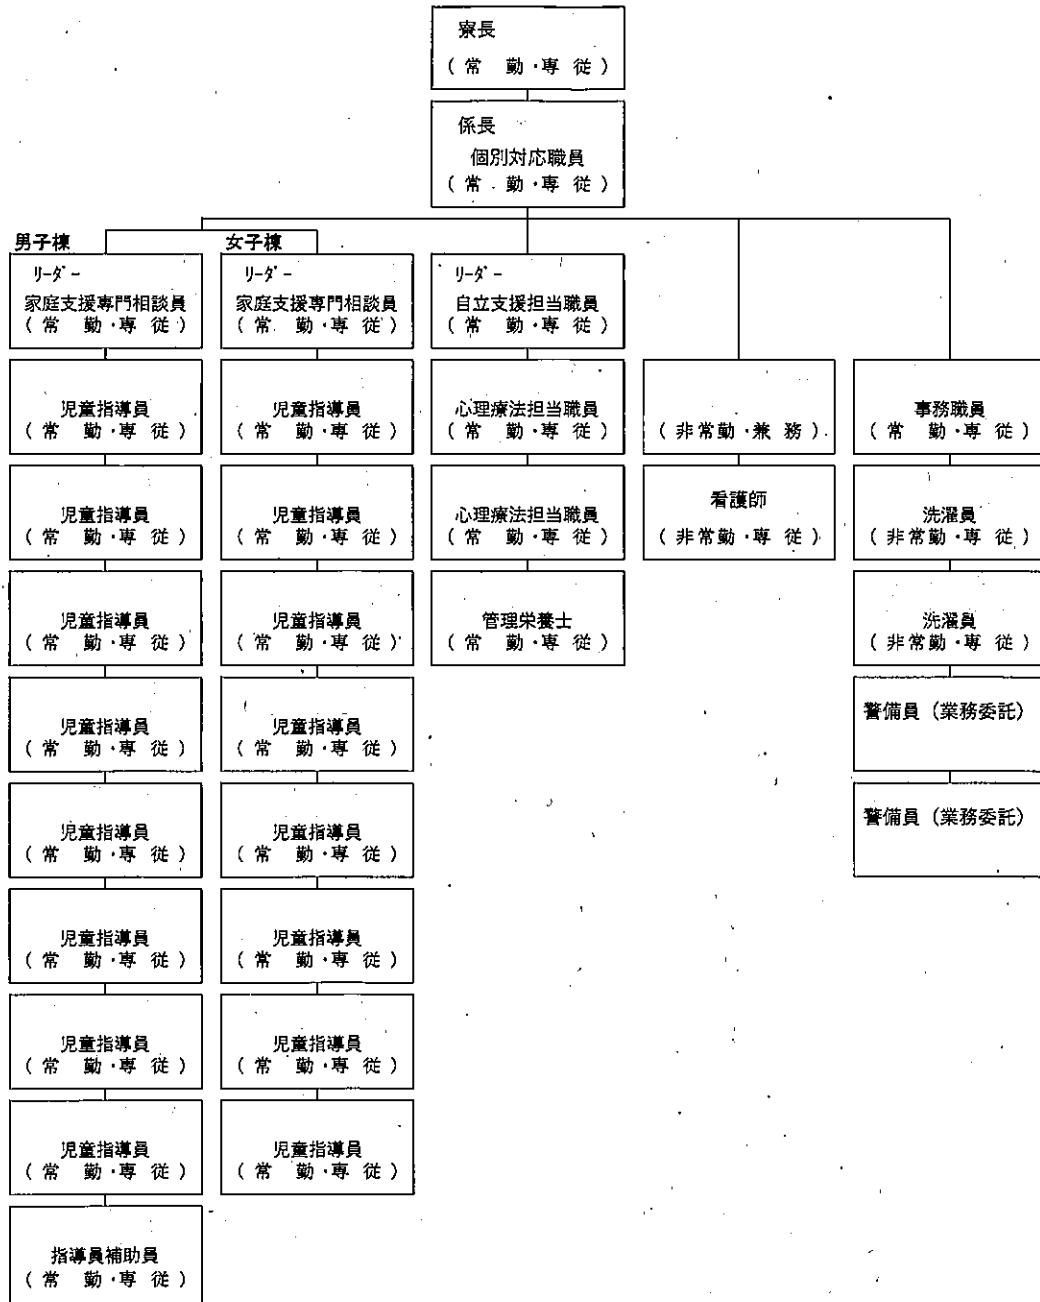 寮長
(常 勤・専 従)
係長
個別対応職員
(常 勤・専 従)
男子棟
リーダー
家庭支援専門相談員
(常 勤・専 従)
児童指導員
(常 勤・専 従)
児童指導員
(常 勤・専 従)
児童指導員
(常 勤・専 従)
児童指導員
(常 勤・専 従)
児童指導員
(常 勤・専 従)
児童指導員
(常 勤・専 従)
児童指導員
(常 勤・専 従)
児童指導員
(常 勤・専 従)
指導員補助員
(常 勤・専 従)
女子棟
リーダー
家庭支援専門相談員
(常 勤・専 従)
児童指導員
(常 勤・専 従)
児童指導員
(常 勤・専 従)
児童指導員
(常 勤・専 従)
児童指導員
(常 勤・専 従)
児童指導員
(常 勤・専 従)
児童指導員
(常 勤・専 従)
児童指導員
(常 勤・専 従)
児童指導員
(常 勤・専 従)
リーダー
自立支援担当職員
(常 勤・専 従)
心理療法担当職員
(常 勤・専 従)
心理療法担当職員
(常 勤・専 従)
管理栄養士
(常 勤・専 従)
(非常勤・兼 務)
看護師
(非常勤・専 従)
事務職員
(常 勤・専 従)
洗濯員
(非常勤・専 従)
洗濯員
(非常勤・専 従)
警備員(業務委託)
警備員(業務委託)